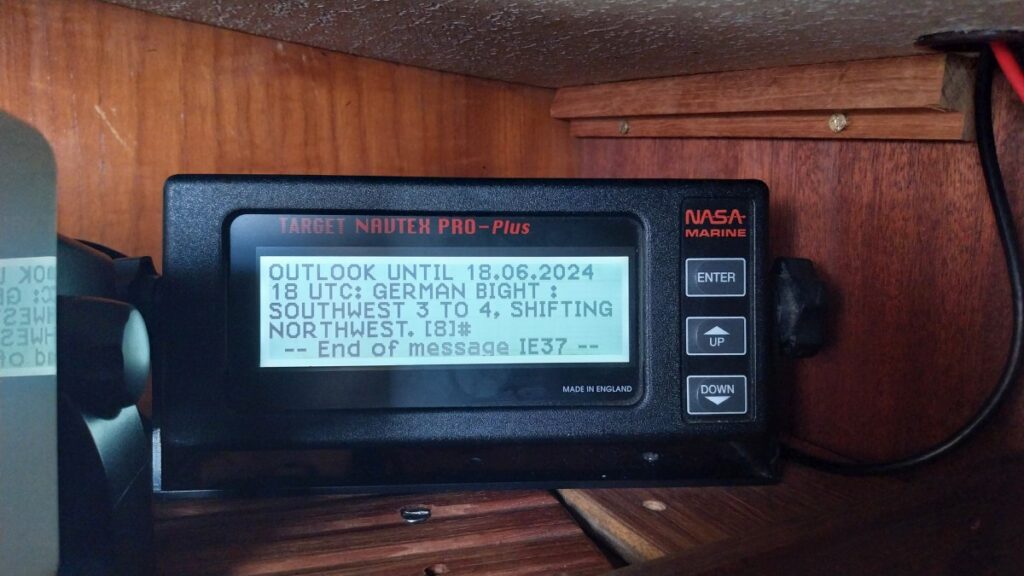 TARGET NAVTEX PRO-Plus
NASA
MARINE
OUTLOOK UNTIL 18.06.2024
18 UTC: GERMAN BIGHT :
SOUTHWEST 3 TO 4, SHIFTING
NORTHWEST. [8]#
-- End of message IE37 --
ENTER
UP
DOWN
MADE IN ENGLAND